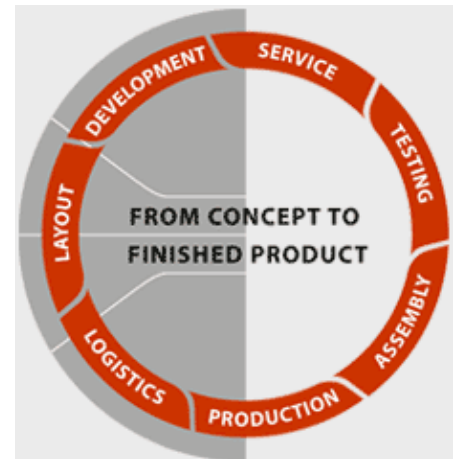 DEVELOPMENT
SERVICE
TESTING
ASSEMBLY
PRODUCTION
LOGISTICS
LAYOUT
FROM CONCEPT TO
FINISHED PRODUCT